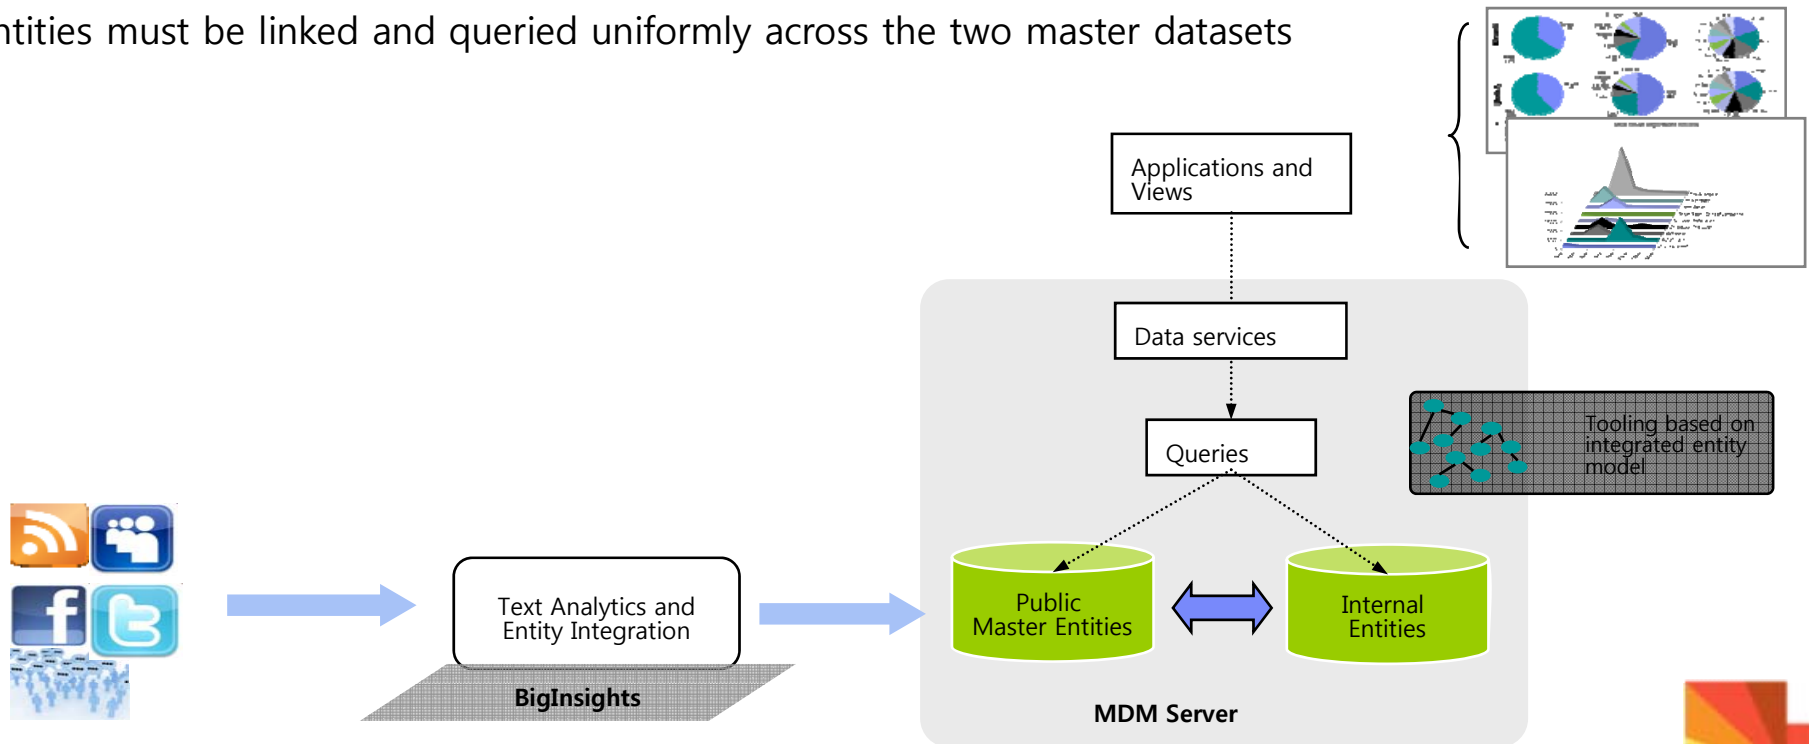 ntities must be linked and queried uniformly across the two master datasets
Applications and
Views
Data services
Queries
Tooling based on
integrated entity
model
Text Analytics and
Entity Integration
BigInsights
Public
Master Entities
Internal
Entities
MDM Server